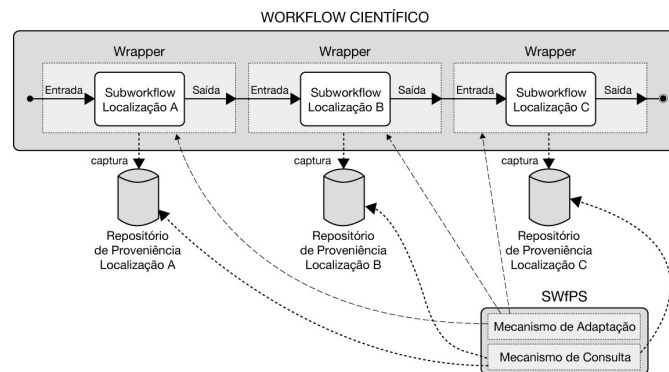 WORKFLOW CIENTÍFICO
Wrapper
Wrapper
Wrapper
Entrada
Subworkflow
Localização A
Saída
Entrada
Subworkflow
Localização B
Saída
Entrada
Subworkflow
Localização C
Saída
captura
captura
captura
Repositório
de Proveniência
Localização A
Repositório
de Proveniência
Localização B
Repositório
de Proveniência
Localização C
SWfPS
Mecanismo de Adaptação
Mecanismo de Consulta